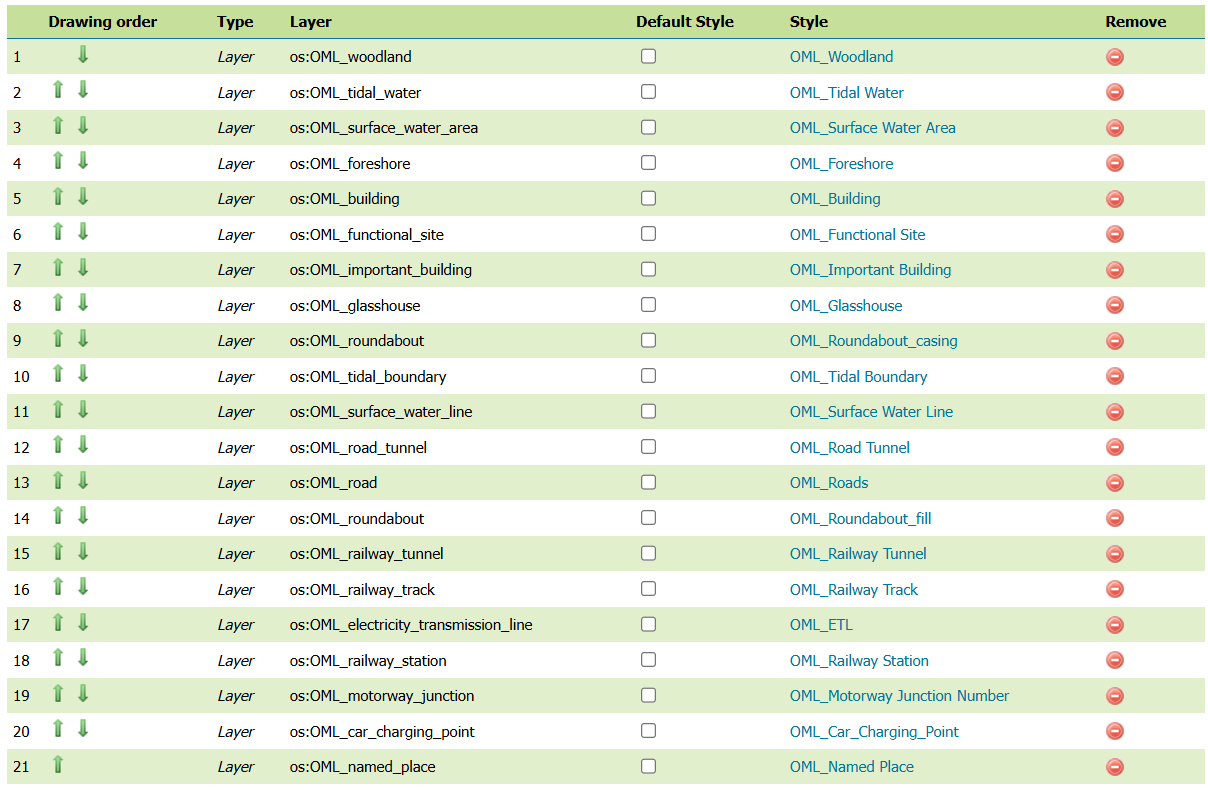 Drawing order Type Layer Default Style Style Remove
1 Layer os:OML_woodland OML_Woodland
2 Layer os:OML_tidal_water OML_Tidal Water
3 Layer os:OML_surface_water_area OML_Surface Water Area
4 Layer os:OML_foreshore OML_Foreshore
5 Layer os:OML_building OML_Building
6 Layer os:OML_functional_site OML_Functional Site
7 Layer os:OML_important_building OML_Important Building
8 Layer os:OML_glasshouse OML_Glasshouse
9 Layer os:OML_roundabout OML_Roundabout_casing
10 Layer os:OML_tidal_boundary OML_Tidal Boundary
11 Layer os:OML_surface_water_line OML_Surface Water Line
12 Layer os:OML_road_tunnel OML_Road Tunnel
13 Layer os:OML_road OML_Roads
14 Layer os:OML_roundabout OML_Roundabout_fill
15 Layer os:OML_railway_tunnel OML_Railway Tunnel
16 Layer os:OML_railway_track OML_Railway Track
17 Layer os:OML_electricity_transmission_line OML_ETL
18 Layer os:OML_railway_station OML_Railway Station
19 Layer os:OML_motorway_junction OML_Motorway Junction Number
20 Layer os:OML_car_charging_point OML_Car_Charging_Point
21 Layer os:OML_named_place OML_Named Place